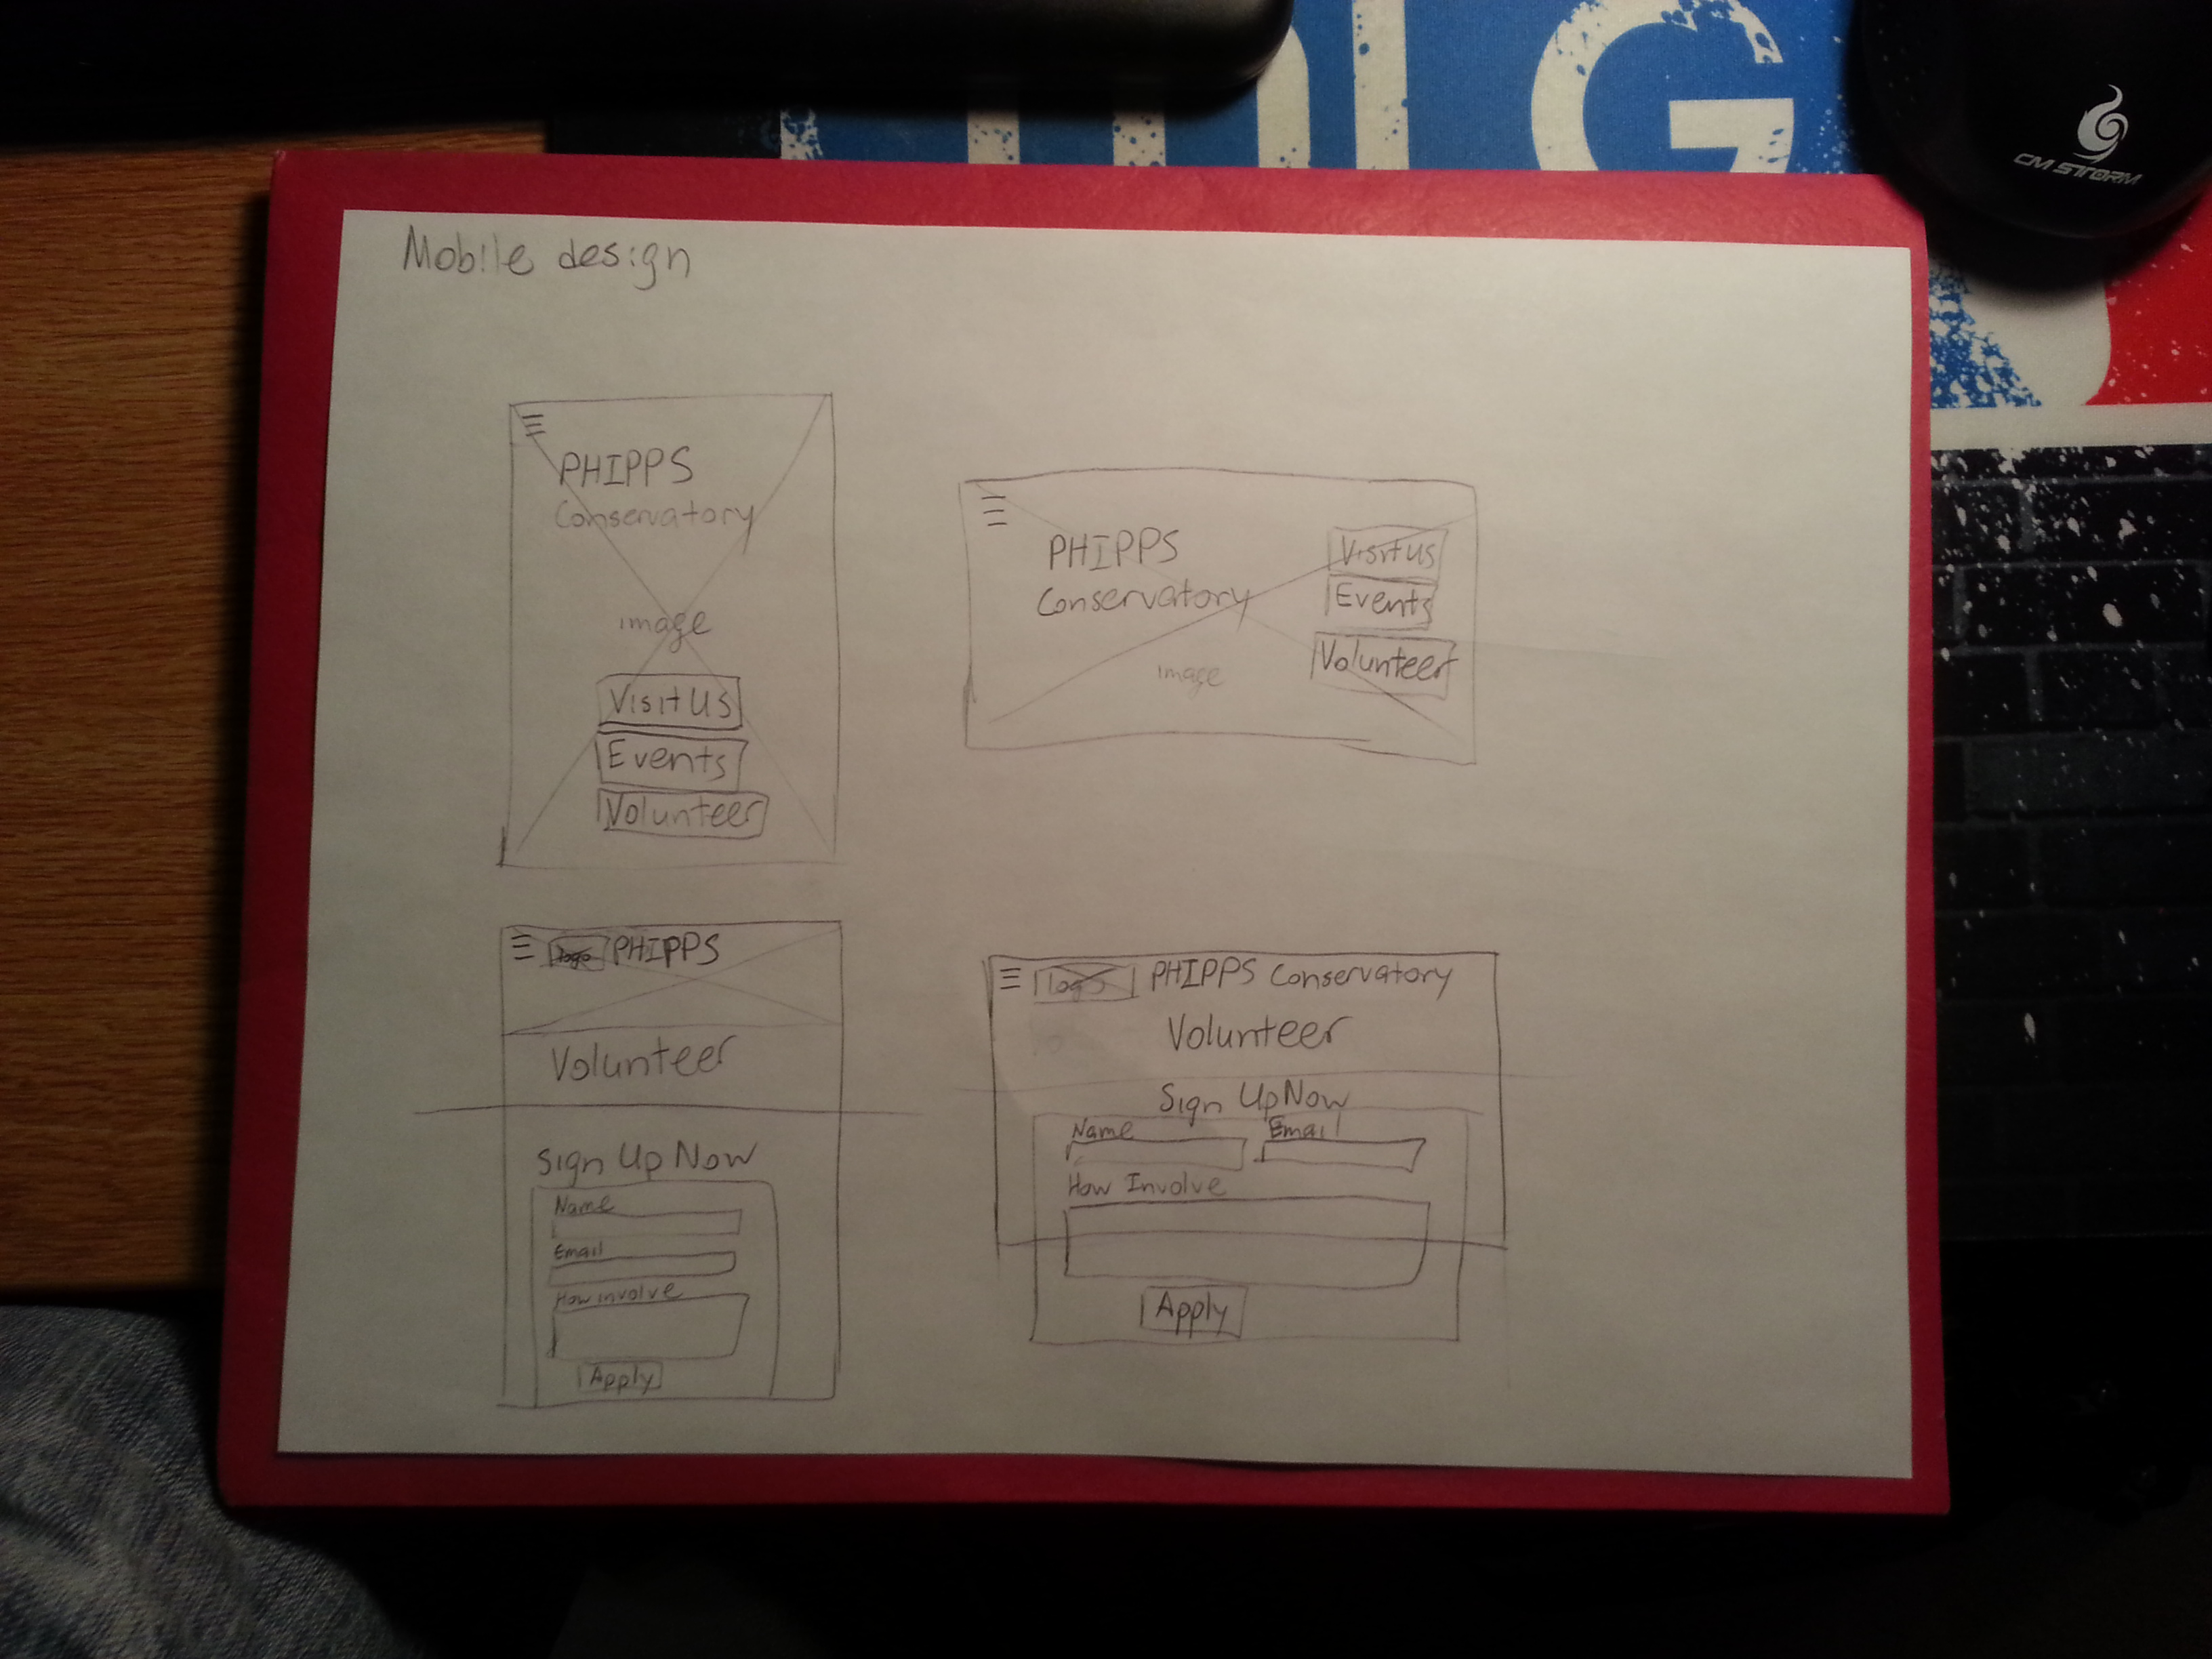 MLG
CM STORM
Mobile design
PHIPPS
Conservatory
image
Visit Us
Events
Volunteer
PHIPPS
Conservatory
image
Visit us
Events
Volunteer
logo PHIPPS
Volunteer
Sign Up Now
Name
Email
How involve
Apply
logo PHIPPS Conservatory
Volunteer
Sign Up Now
Name Email
How Involve
Apply